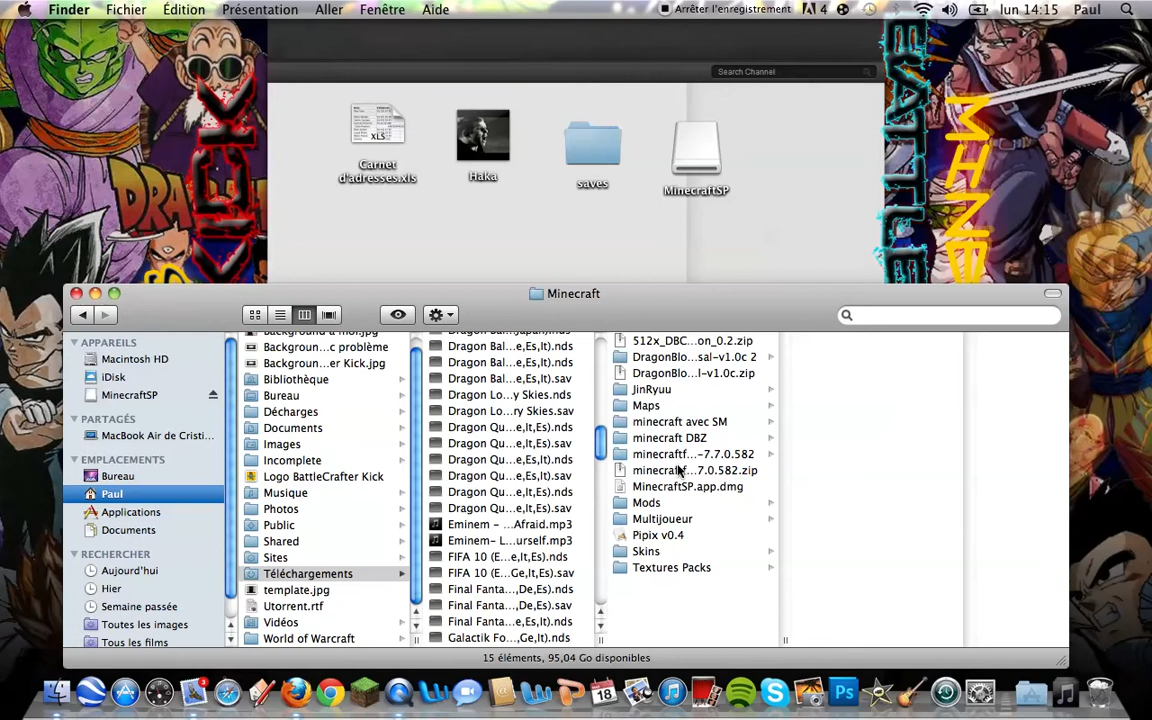 Finder Fichier Édition Présentation Aller Fenêtre Aide Arrêter l'enregistrement 4 lun 14:15 Paul
Search Channel
DRAG
KICK
BATTLE
MINE
XLS
Carnet
d'adresses.xls
Haka
saves
MinecraftSP
Minecraft
APPAREILS
Macintosh HD
iDisk
MinecraftSP
PARTAGÉS
MacBook Air de Cristi...
EMPLACEMENTS
Bureau
Paul
Applications
Documents
RECHERCHER
Aujourd'hui
Hier
Semaine passée
Toutes les images
Tous les films
Backgroun...c problème
Backgroun...er Kick.jpg
Bibliothèque
Bureau
Décharges
Documents
Images
Incomplete
Logo BattleCrafter Kick
Musique
Photos
Public
Shared
Sites
Téléchargements
template.jpg
Utorrent.rtf
Vidéos
World of Warcraft
Dragon Bal...e,Es,It).nds
Dragon Bal...e,Es,It).nds
Dragon Bal...e,Es,It).sav
Dragon Lo...y Skies.nds
Dragon Lo...ry Skies.sav
Dragon Qu...e,It,Es).nds
Dragon Qu...e,It,Es).sav
Dragon Qu...e,It,Es).nds
Dragon Qu...e,It,Es).sav
Dragon Qu...e,It,Es).nds
Dragon Qu...e,It,Es).sav
Eminem - ...Afraid.mp3
Eminem- L...urself.mp3
FIFA 10 (E...e,It,Es).nds
FIFA 10 (E...Ge,It,Es).sav
Final Fanta...,De,Es).nds
Final Fanta...e,Es,It).sav
Final Fanta...e,Es,It).nds
Galactik Fo...,Ge,It).nds
512x_DBC...on_0.2.zip
DragonBlo...sal-v1.0c 2
DragonBlo...l-v1.0c.zip
JinRyuu
Maps
minecraft avec SM
minecraft DBZ
minecraftf...-7.7.0.582
minecraftf...7.0.582.zip
MinecraftSP.app.dmg
Mods
Multijoueur
Pipix v0.4
Skins
Textures Packs
15 éléments, 95,04 Go disponibles
3
18
Ps